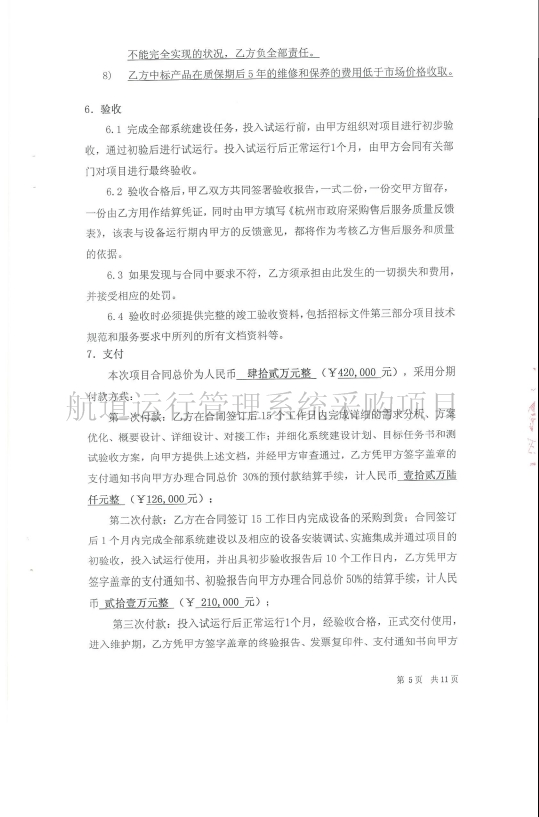 不能完全实现的状况，乙方负全部责任。
8) 乙方中标产品在质保期后5年的维修和保养的费用低于市场价格收取。
6. 验收
6.1 完成全部系统建设任务，投入试运行前，由甲方组织对项目进行初步验
收，通过初验后进行试运行。投入试运行后正常运行1个月，由甲方会同有关部
门对项目进行最终验收。
6.2 验收合格后，甲乙双方共同签署验收报告，一式二份，一份交甲方留存，
一份由乙方用作结算凭证，同时由甲方填写《杭州市政府采购售后服务质量反馈
表》，该表与设备运行期内甲方的反馈意见，都将作为考核乙方售后服务和质量
的依据。
6.3 如果发现与合同中要求不符，乙方须承担由此发生的一切损失和费用，
并接受相应的处罚。
6.4 验收时必须提供完整的竣工验收资料，包括招标文件第三部分项目技术
规范和服务要求中所列的所有文档资料等。
7. 支付
本次项目合同总价为人民币 肆拾贰万元整 （￥420,000 元），采用分期
付款方式：
航道运行管理系统采购项目
第一次付款：乙方在合同签订后15个工作日内完成详细的需求分析、方案
优化、概要设计、详细设计、对接工作；并细化系统建设计划、目标任务书和测
试验收方案，向甲方提供上述文档，并经甲方审查通过，乙方凭甲方签字盖章的
支付通知书向甲方办理合同总价 30%的预付款结算手续，计人民币 壹拾贰万陆
仟元整 （￥126,000 元）；
第二次付款：乙方在合同签订 15 工作日内完成设备的采购到货；合同签订
后 1 个月内完成全部系统建设以及相应的设备安装调试、实施集成并通过项目的
初验收，投入试运行使用，并出具初步验收报告后 10 个工作日内，乙方凭甲方
签字盖章的支付通知书、初验报告向甲方办理合同总价 50%的结算手续，计人民
币 贰拾壹万元整 （￥ 210,000 元）；
第三次付款：投入试运行后正常运行1个月，经验收合格，正式交付使用，
进入维护期，乙方凭甲方签字盖章的终验报告、发票复印件、支付通知书向甲方
第 5 页 共 11 页